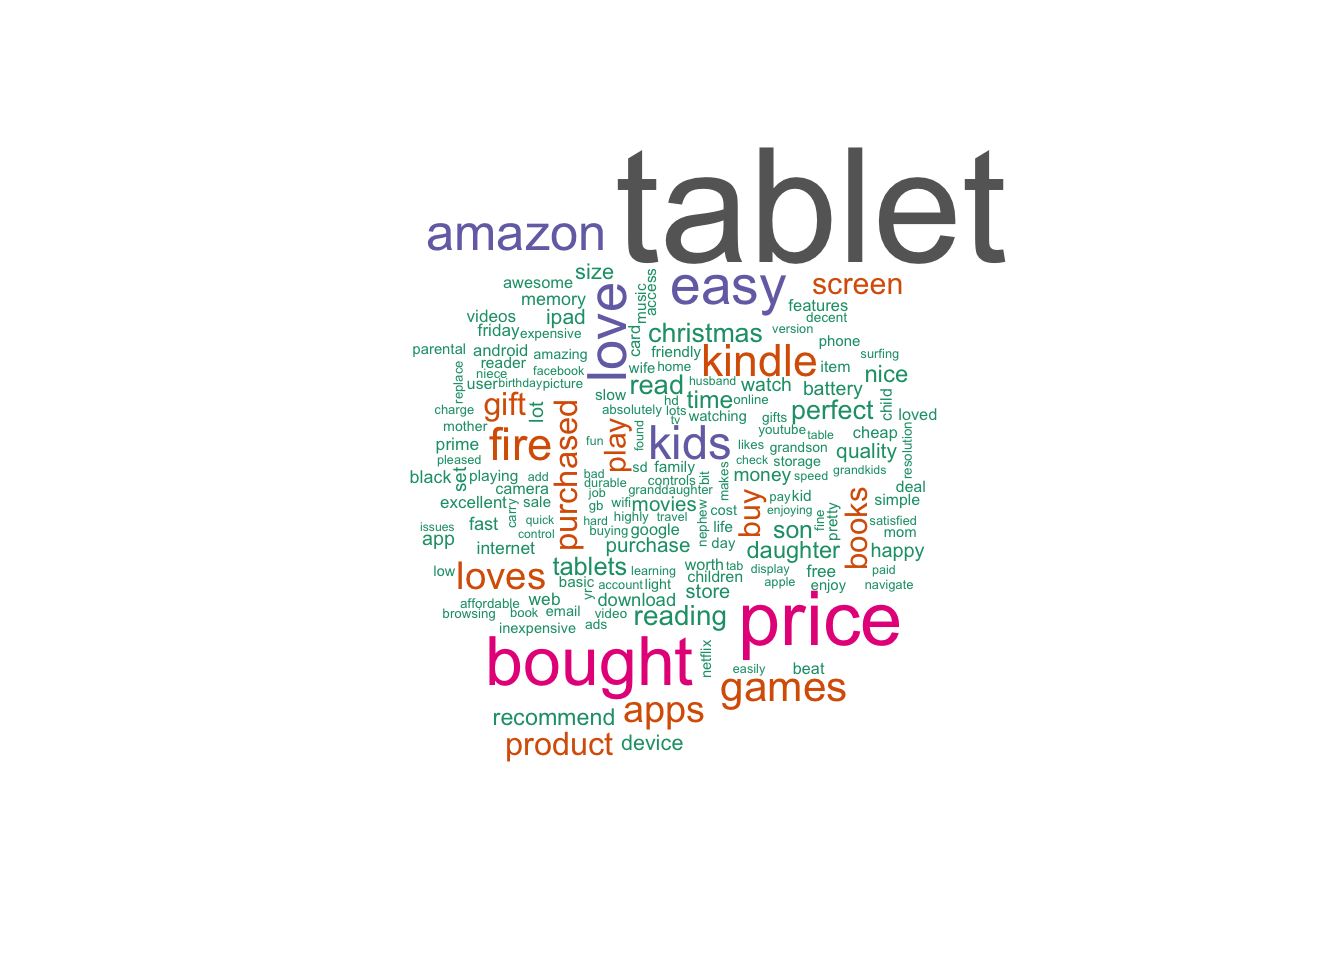 tablet
amazon
size
love
music
access
easy
screen
awesome
memory
features
videos
ipad
decent
friday
expensive
card
christmas
version
phone
parental
android
amazing
friendly
kindle
surfing
reader
facebook
wife
home
item
niece
replace
user
birthday
picture
read
husband
watch
battery
nice
slow
hd
time
online
child
gift
lot
charge
absolutely
lots
watching
gifts
perfect
loved
mother
tv
youtube
table
cheap
resolution
prime
fire
purchased
fun
play
found
kids
likes
grandson
quality
pleased
check
storage
grandkids
black
set
playing
add
bad
sd
family
controls
bit
makes
money
speed
deal
camera
durable
granddaughter
pay
kid
simple
excellent
carry
sale
job
gb
wifi
movies
nephew
cost
buy
enjoying
fine
pretty
books
issues
fast
quick
hard
highly
travel
life
son
satisfied
app
control
buying
google
mom
internet
purchase
day
daughter
happy
low
loves
tablets
learning
worth
tab
display
free
paid
basic
account
light
children
apple
enjoy
navigate
affordable
web
yr
download
store
browsing
book
email
video
reading
price
inexpensive
ads
bought
netflix
easily
beat
games
recommend
apps
product
device